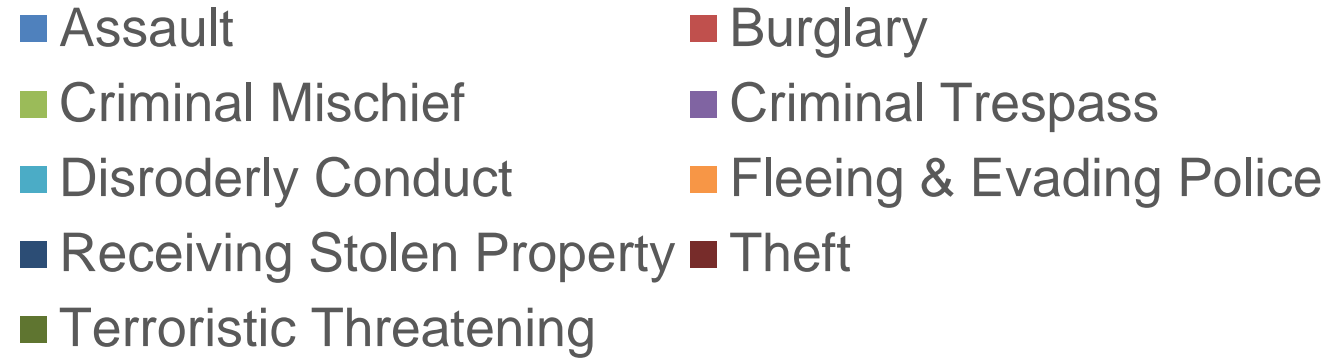 Assault Burglary
Criminal Mischief Criminal Trespass
Disroderly Conduct Fleeing & Evading Police
Receiving Stolen Property Theft
Terroristic Threatening